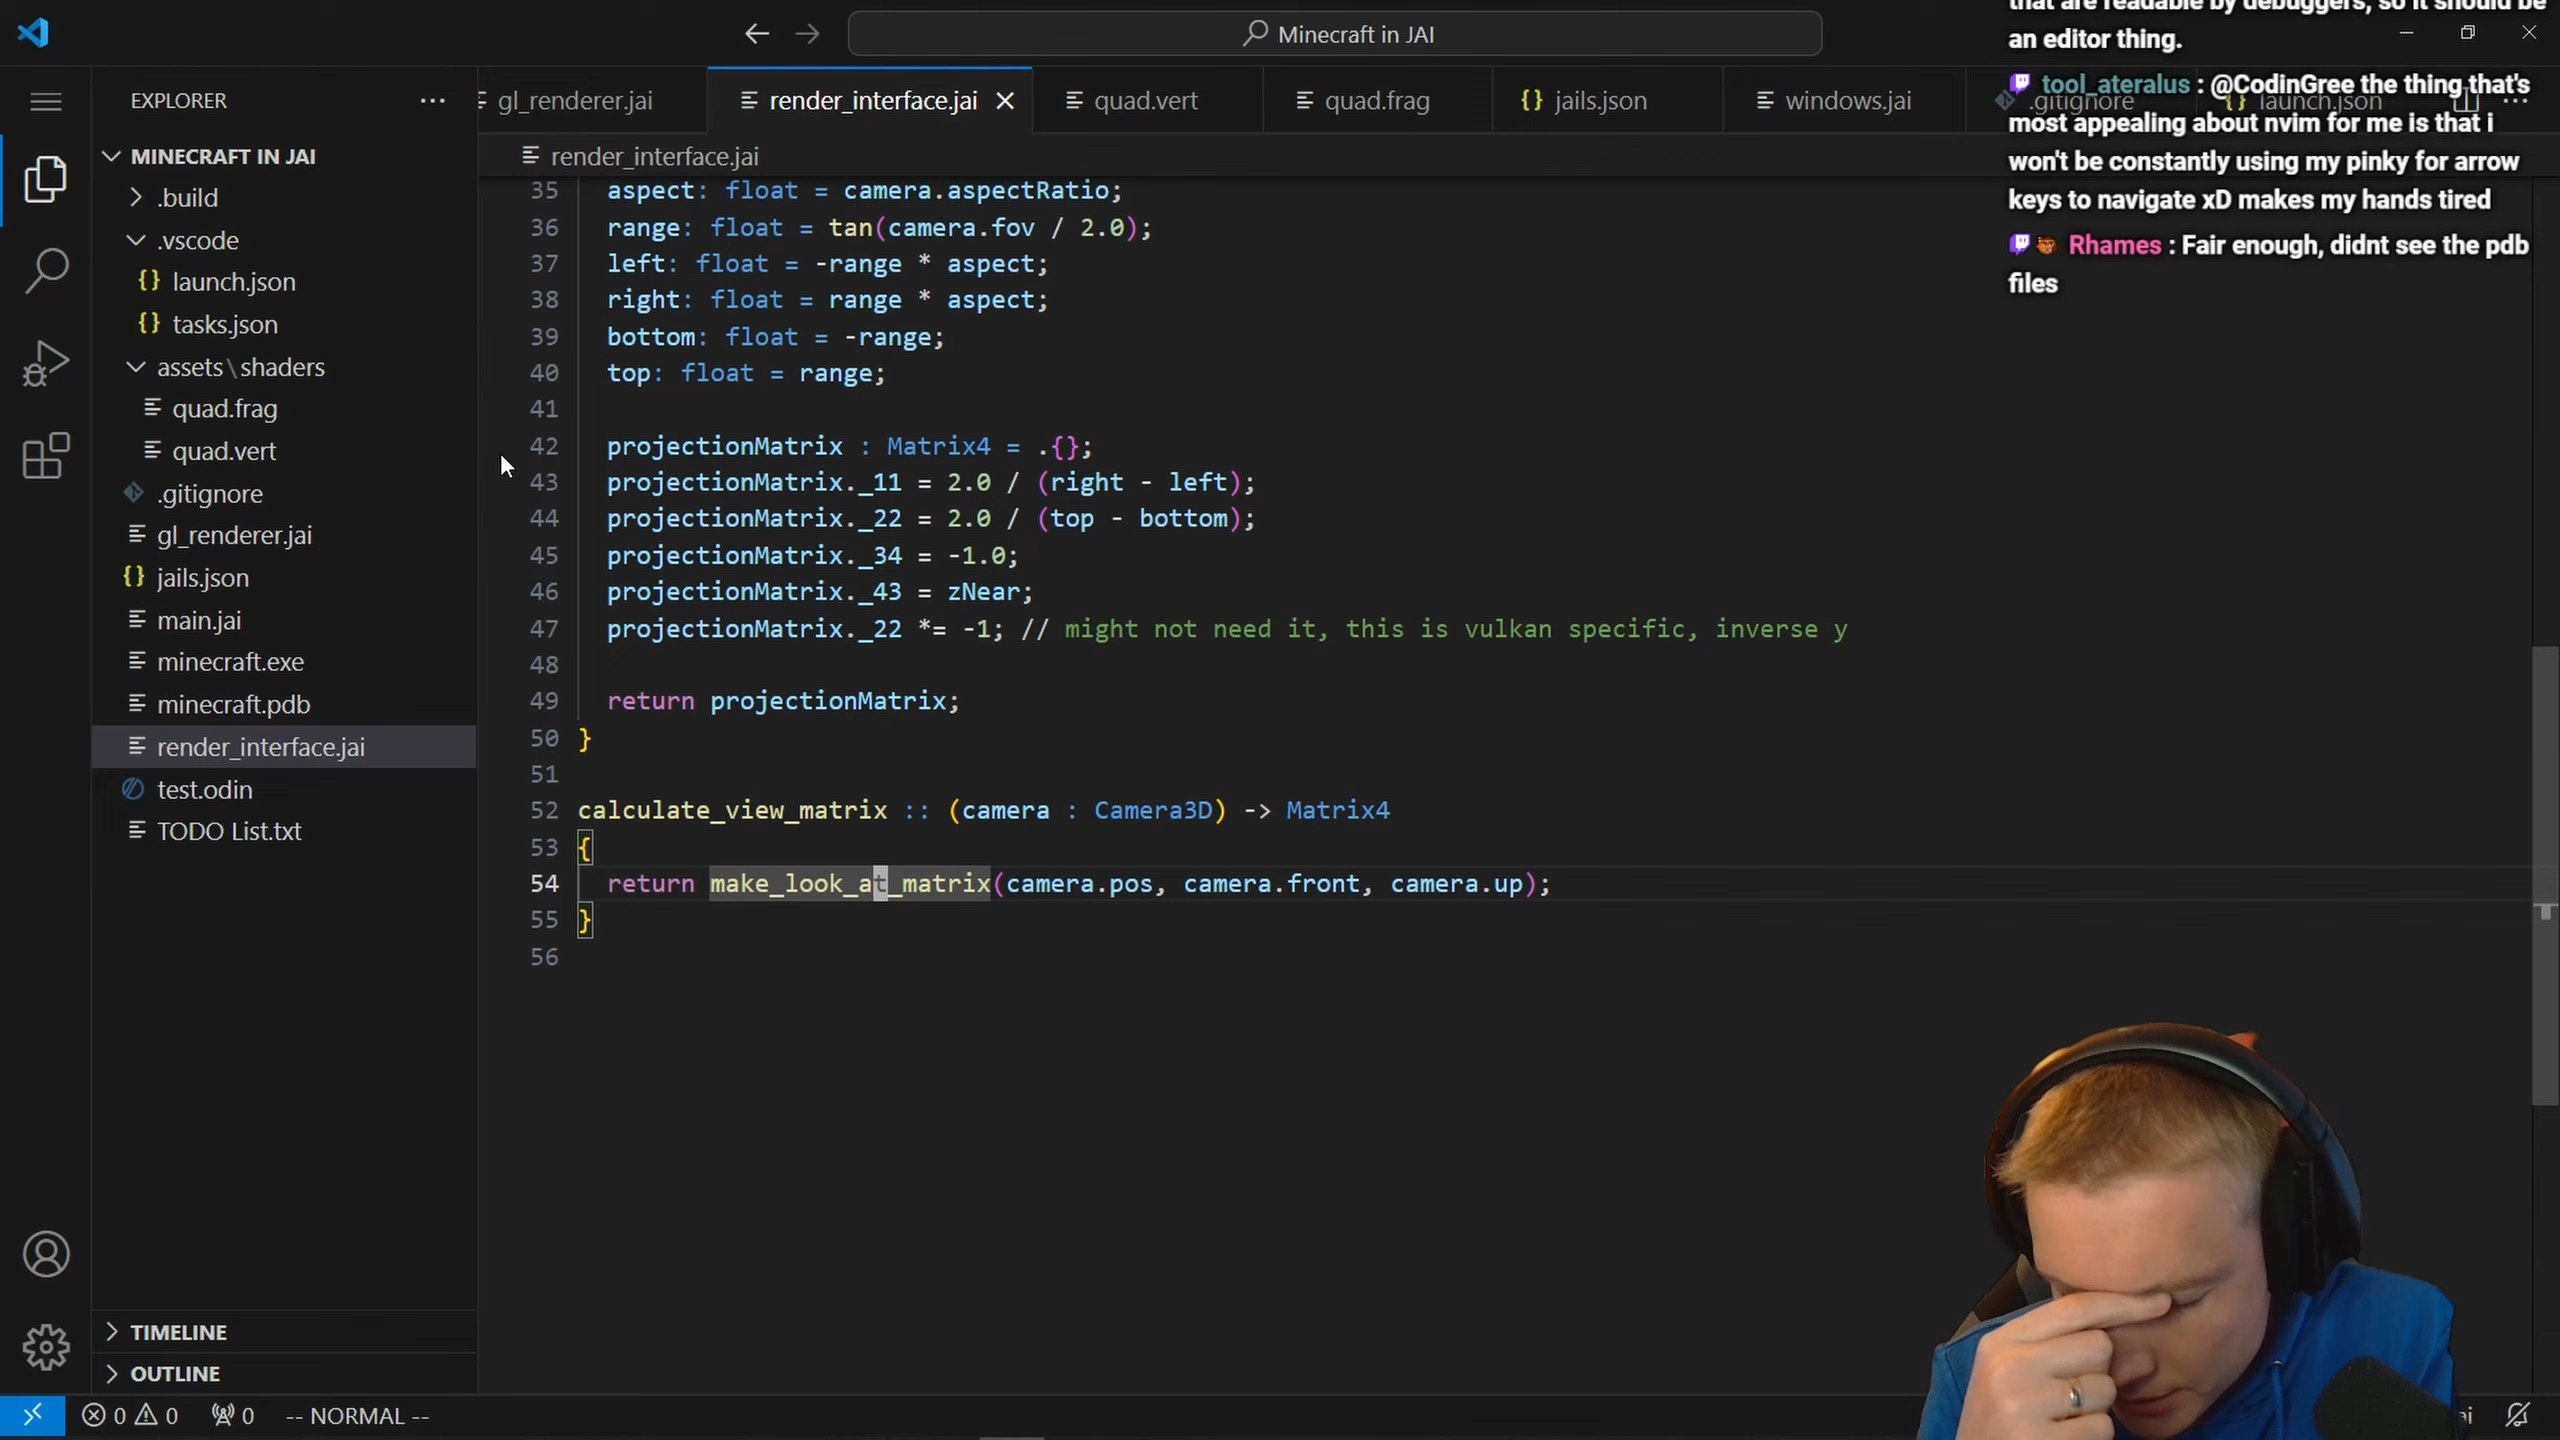 Minecraft in JAI
that are readable by debuggers, so it should be
an editor thing.
tool_ateralus : @CodinGree the thing that's
most appealing about nvim for me is that i
won't be constantly using my pinky for arrow
keys to navigate xD makes my hands tired
Rhames : Fair enough, didnt see the pdb
files
EXPLORER
gl_renderer.jai
render_interface.jai
quad.vert
quad.frag
jails.json
windows.jai
.gitignore
launch.json
MINECRAFT IN JAI
.build
.vscode
launch.json
tasks.json
assets\shaders
quad.frag
quad.vert
.gitignore
gl_renderer.jai
jails.json
main.jai
minecraft.exe
minecraft.pdb
render_interface.jai
test.odin
TODO List.txt
TIMELINE
OUTLINE
render_interface.jai
35 aspect: float = camera.aspectRatio;
36 range: float = tan(camera.fov / 2.0);
37 left: float = -range * aspect;
38 right: float = range * aspect;
39 bottom: float = -range;
40 top: float = range;
41
42 projectionMatrix : Matrix4 = .{};
43 projectionMatrix._11 = 2.0 / (right - left);
44 projectionMatrix._22 = 2.0 / (top - bottom);
45 projectionMatrix._34 = -1.0;
46 projectionMatrix._43 = zNear;
47 projectionMatrix._22 *= -1; // might not need it, this is vulkan specific, inverse y
48
49 return projectionMatrix;
50 }
51
52 calculate_view_matrix :: (camera : Camera3D) -> Matrix4
53 {
54 return make_look_at_matrix(camera.pos, camera.front, camera.up);
55 }
56
0 0 0 -- NORMAL --